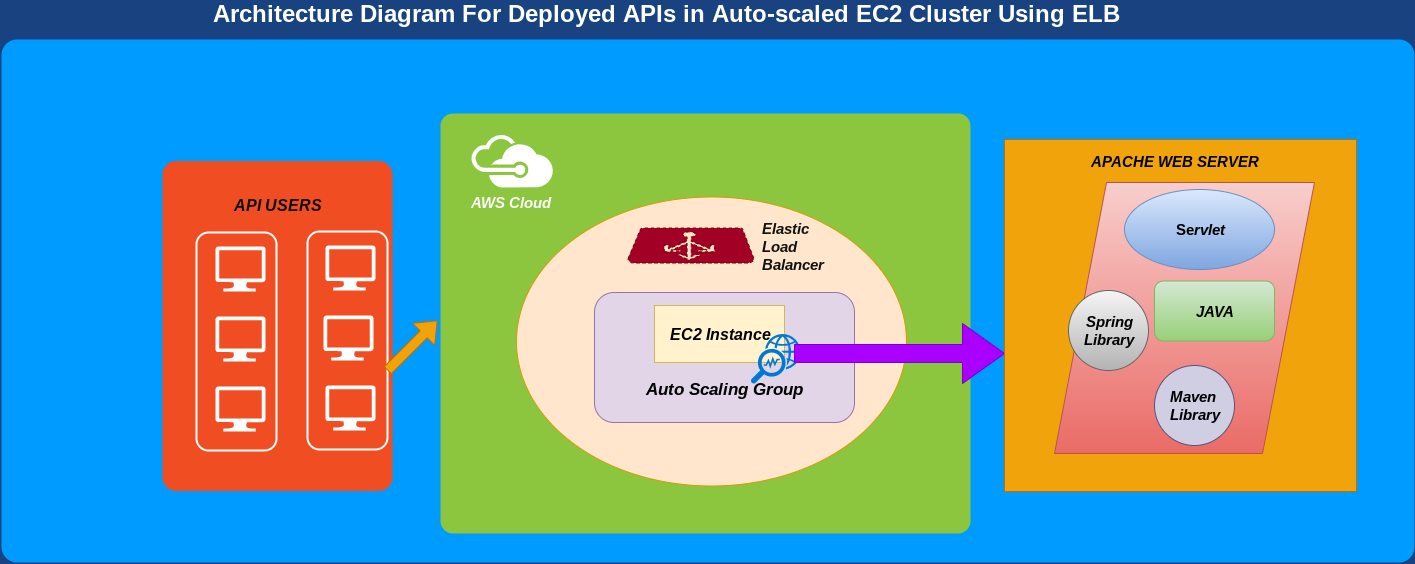 Architecture Diagram For Deployed APIs in Auto-scaled EC2 Cluster Using ELB
API USERS
AWS Cloud
Elastic
Load
Balancer
EC2 Instance
Auto Scaling Group
APACHE WEB SERVER
Servlet
Spring
Library
JAVA
Maven
Library